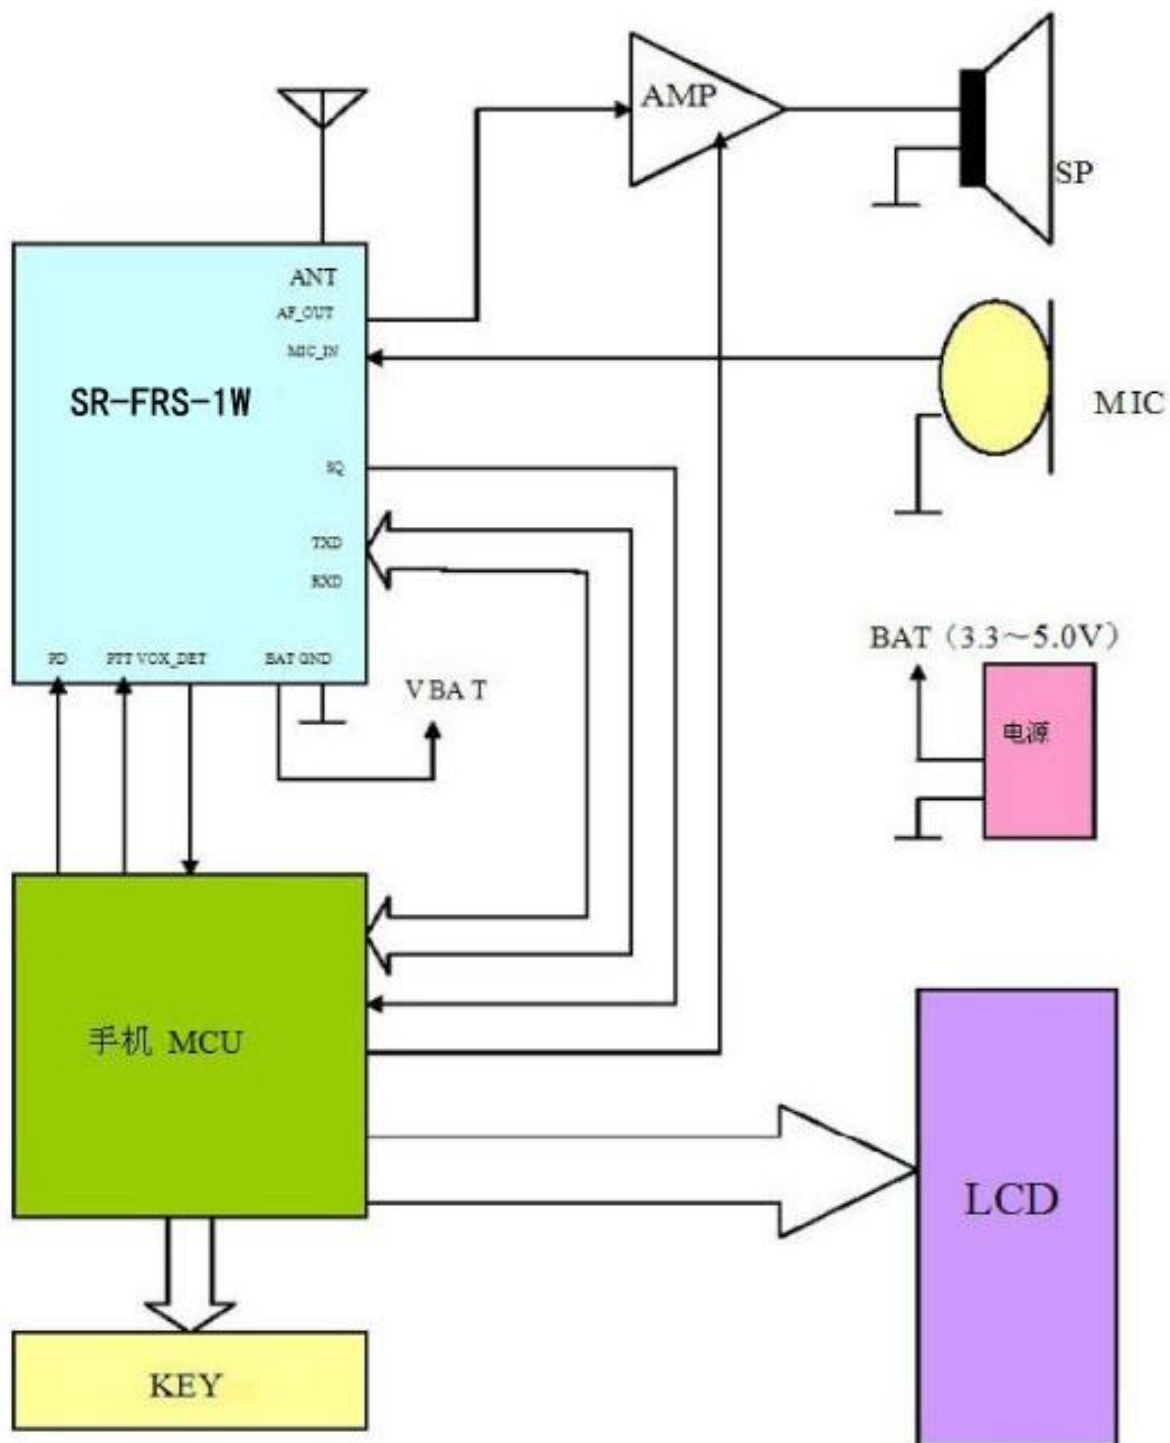 AMP
SP
ANT
AF_OUT
MIC_IN
SR-FRS-1W
MIC
SQ
TXD
RXD
BAT（3.3～5.0V）
PD
PTT VOX_DET
BAT GND
VBAT
电源
手机 MCU
LCD
KEY